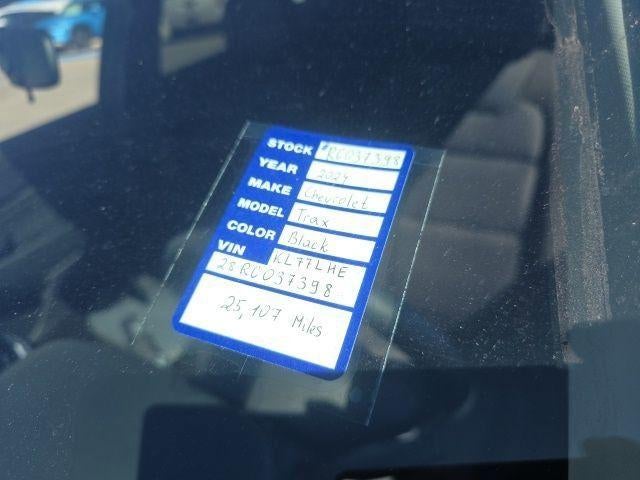 STOCK #RC037398
YEAR 2024
MAKE Chevrolet
MODEL Trax
COLOR Black
VIN KL77LHE
28RC037398
25,107 Miles